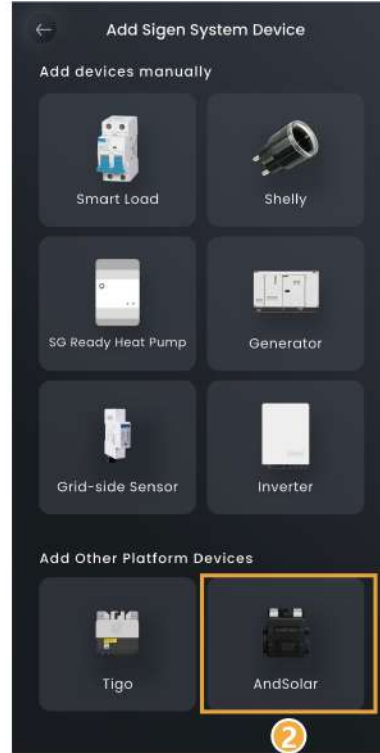 Add Sigen System Device
Add devices manually
Smart Load
Shelly
SG Ready Heat Pump
Generator
Grid-side Sensor
Inverter
Add Other Platform Devices
Tigo
AndSolar
2